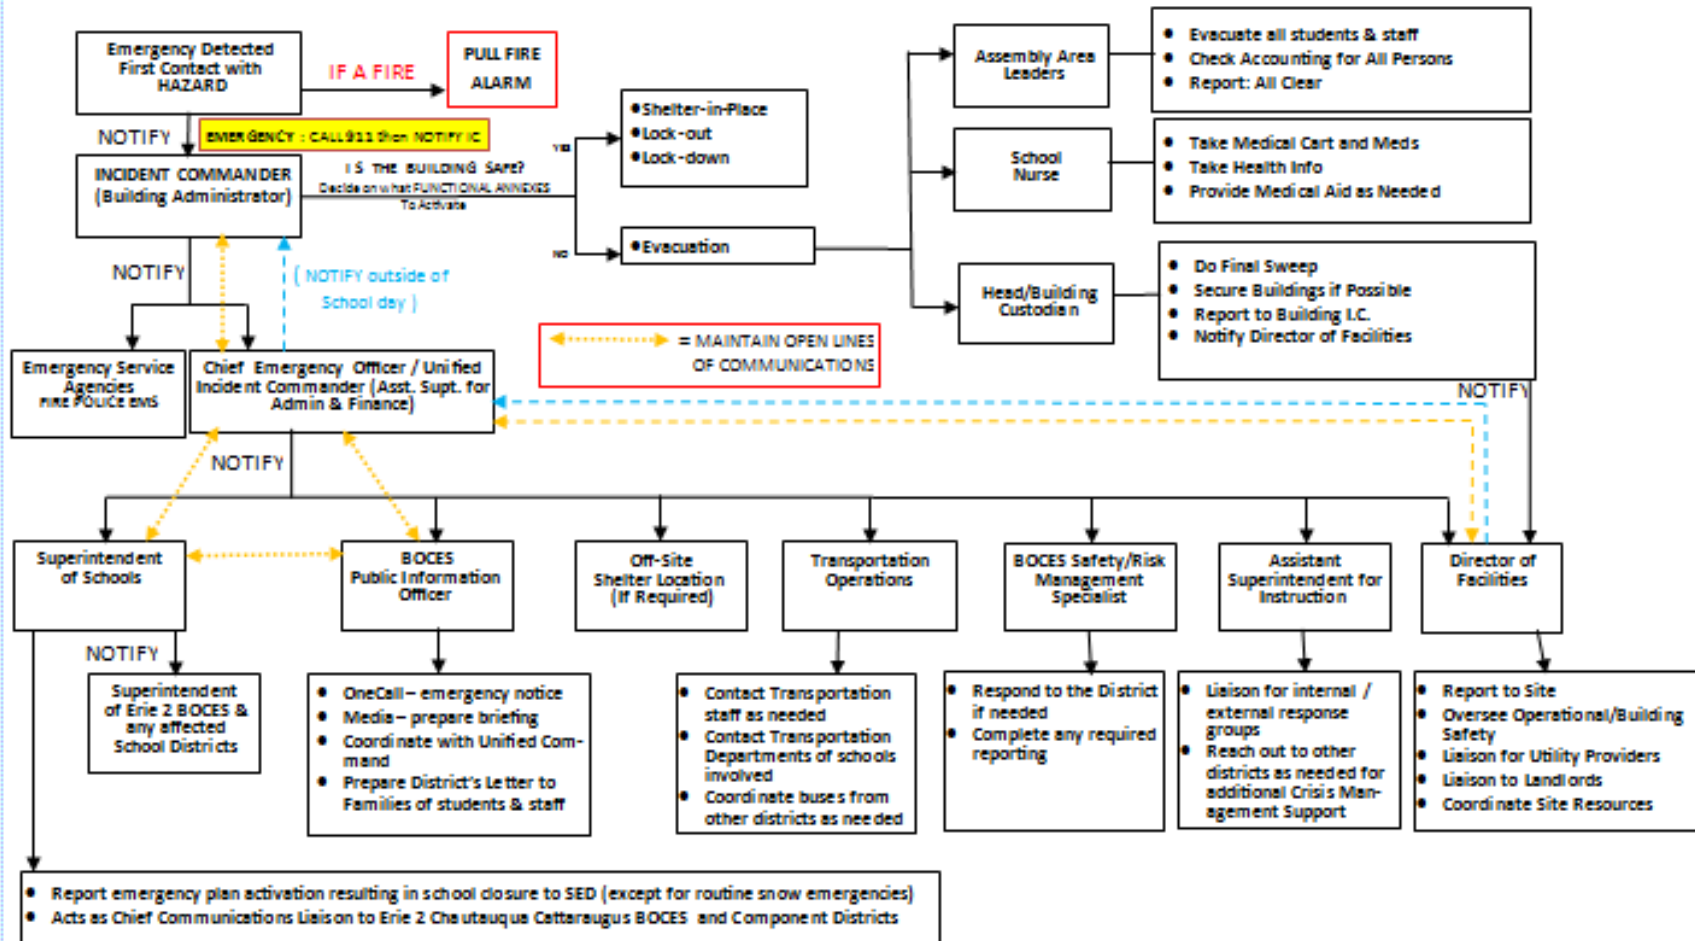 Emergency Detected
First Contact with
HAZARD
IF A FIRE
PULL FIRE
ALARM
NOTIFY
EMERGENCY : CALL 911 then NOTIFY IC
INCIDENT COMMANDER
(Building Administrator)
IS THE BUILDING SAFE?
Decide on what FUNCTIONAL ANNEXES
To Activate
YES
●Shelter-in-Place
●Lock-out
●Lock-down
NO
●Evacuation
Assembly Area
Leaders
● Evacuate all students & staff
● Check Accounting for All Persons
● Report: All Clear
School
Nurse
● Take Medical Cart and Meds
● Take Health Info
● Provide Medical Aid as Needed
Head/Building
Custodian
● Do Final Sweep
● Secure Buildings if Possible
● Report to Building I.C.
● Notify Director of Facilities
NOTIFY
NOTIFY
( NOTIFY outside of
School day )
= MAINTAIN OPEN LINES
OF COMMUNICATIONS
Emergency Service
Agencies
FIRE POLICE EMS
Chief Emergency Officer / Unified
Incident Commander (Asst. Supt. for
Admin & Finance)
NOTIFY
Superintendent
of Schools
BOCES
Public Information
Officer
Off-Site
Shelter Location
(If Required)
Transportation
Operations
BOCES Safety/Risk
Management
Specialist
Assistant
Superintendent for
Instruction
Director of
Facilities
NOTIFY
Superintendent
of Erie 2 BOCES &
any affected
School Districts
● OneCall – emergency notice
● Media – prepare briefing
● Coordinate with Unified Com-
mand
● Prepare District's Letter to
Families of students & staff
● Contact Transportation
staff as needed
● Contact Transportation
Departments of schools
involved
● Coordinate buses from
other districts as needed
● Respond to the District
if needed
● Complete any required
reporting
● Liaison for internal /
external response
groups
● Reach out to other
districts as needed for
additional Crisis Man-
agement Support
● Report to Site
● Oversee Operational/Building
Safety
● Liaison for Utility Providers
● Liaison to Landlords
● Coordinate Site Resources
● Report emergency plan activation resulting in school closure to SED (except for routine snow emergencies)
● Acts as Chief Communications Liaison to Erie 2 Chautauqua Cattaraugus BOCES and Component Districts